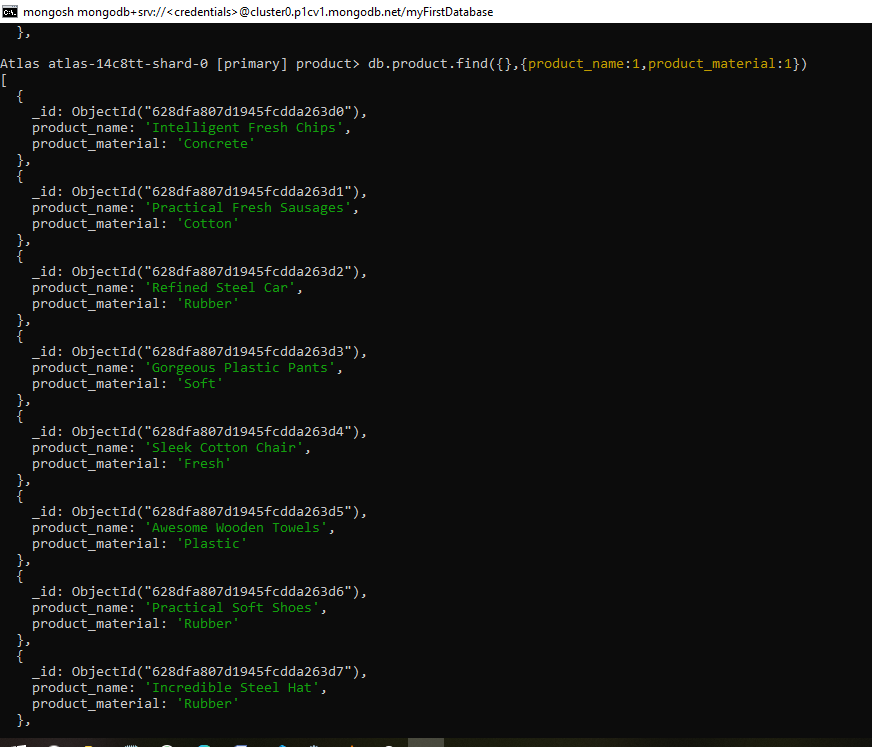 mongosh mongodb+srv://<credentials>@cluster0.p1cv1.mongodb.net/myFirstDatabase
},
Atlas atlas-14c8tt-shard-0 [primary] product> db.product.find({},{product_name:1,product_material:1})
[
{
_id: ObjectId("628dfa807d1945fcdda263d0"),
product_name: 'Intelligent Fresh Chips',
product_material: 'Concrete'
},
{
_id: ObjectId("628dfa807d1945fcdda263d1"),
product_name: 'Practical Fresh Sausages',
product_material: 'Cotton'
},
{
_id: ObjectId("628dfa807d1945fcdda263d2"),
product_name: 'Refined Steel Car',
product_material: 'Rubber'
},
{
_id: ObjectId("628dfa807d1945fcdda263d3"),
product_name: 'Gorgeous Plastic Pants',
product_material: 'Soft'
},
{
_id: ObjectId("628dfa807d1945fcdda263d4"),
product_name: 'Sleek Cotton Chair',
product_material: 'Fresh'
},
{
_id: ObjectId("628dfa807d1945fcdda263d5"),
product_name: 'Awesome Wooden Towels',
product_material: 'Plastic'
},
{
_id: ObjectId("628dfa807d1945fcdda263d6"),
product_name: 'Practical Soft Shoes',
product_material: 'Rubber'
},
{
_id: ObjectId("628dfa807d1945fcdda263d7"),
product_name: 'Incredible Steel Hat',
product_material: 'Rubber'
},